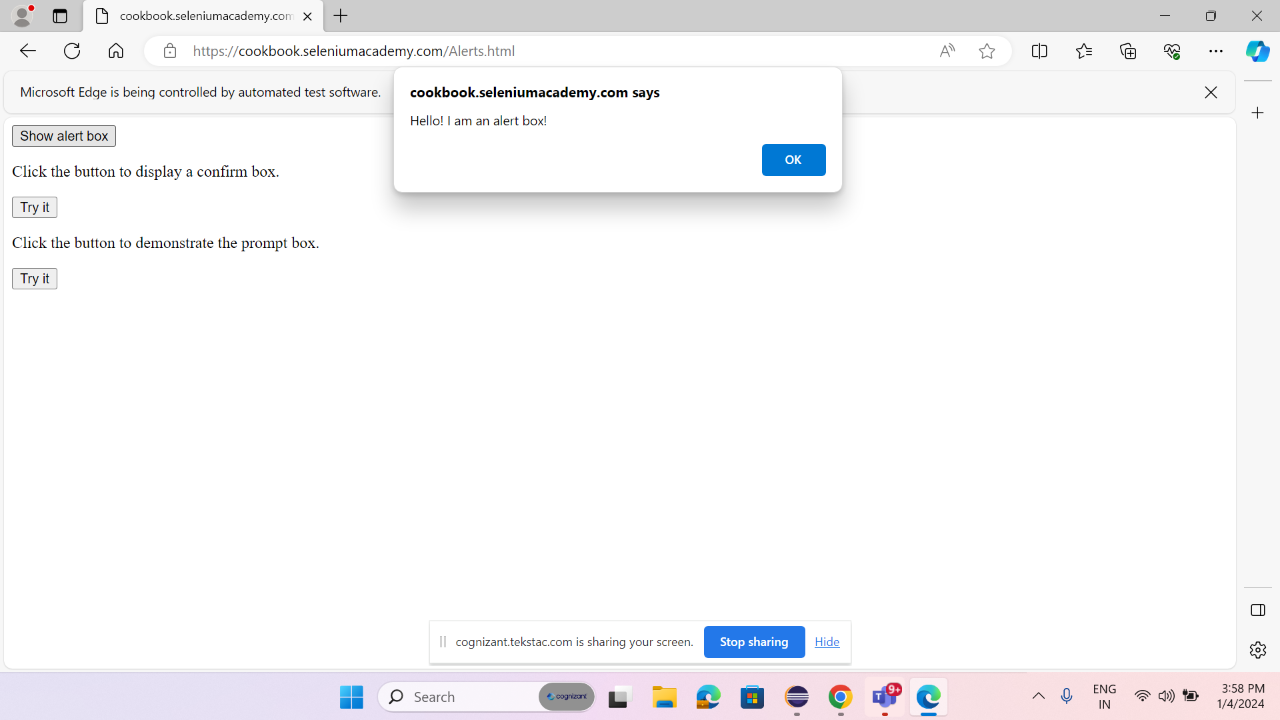 cookbook.seleniumacademy.com
https://cookbook.seleniumacademy.com/Alerts.html
Microsoft Edge is being controlled by automated test software.
cookbook.seleniumacademy.com says
Hello! I am an alert box!
OK
Show alert box
Click the button to display a confirm box.
Try it
Click the button to demonstrate the prompt box.
Try it
cognizant.tekstac.com is sharing your screen.
Stop sharing
Hide
Search
cognizant
9+
ENG
IN
3:58 PM
1/4/2024